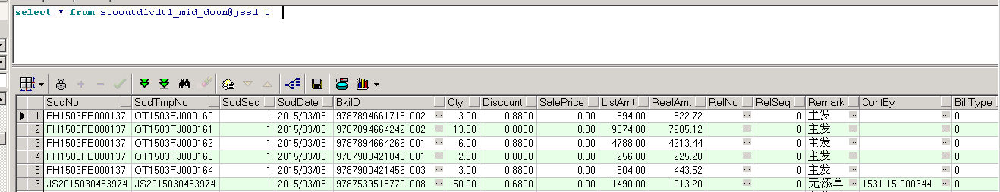 select * from stooutdlvdtl_mid_down@jssd t
SodNo SodTmpNo SodSeq SodDate BkiID Qty Discount SalePrice ListAmt RealAmt RelNo RelSeq Remark ConfBy BillType
1 FH1503FB000137 OT1503FJ000160 1 2015/03/05 9787894661715 002 ... 3.00 0.8800 0.00 594.00 522.72 ... 0 主发 ... 0
2 FH1503FB000137 OT1503FJ000161 1 2015/03/05 9787894664242 002 ... 13.00 0.8800 0.00 9074.00 7985.12 ... 0 主发 ... 0
3 FH1503FB000137 OT1503FJ000162 1 2015/03/05 9787894664266 001 ... 6.00 0.8800 0.00 4788.00 4213.44 ... 0 主发 ... 0
4 FH1503FB000137 OT1503FJ000163 1 2015/03/05 9787900421043 001 ... 2.00 0.8800 0.00 256.00 225.28 ... 0 主发 ... 0
5 FH1503FB000137 OT1503FJ000164 1 2015/03/05 9787900421456 003 ... 3.00 0.8800 0.00 504.00 443.52 ... 0 主发 ... 0
6 JS2015030453974 JS2015030453974 1 2015/03/05 9787539518770 008 ... 50.00 0.6800 0.00 1490.00 1013.20 ... 0 无;添单 ... 1531-15-000644 ... 0